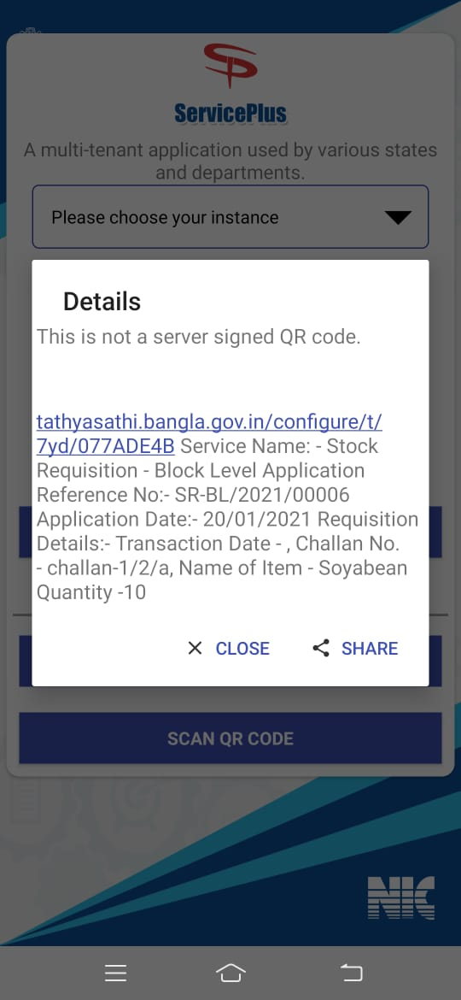 ServicePlus
A multi-tenant application used by various states
and departments.
Please choose your instance
Details
This is not a server signed QR code.
tathyasathi.bangla.gov.in/configure/t/
7yd/077ADE4B Service Name: - Stock
Requisition - Block Level Application
Reference No:- SR-BL/2021/00006
Application Date:- 20/01/2021 Requisition
Details:- Transaction Date - , Challan No.
- challan-1/2/a, Name of Item - Soyabean
Quantity -10
CLOSE
SHARE
SCAN QR CODE
NIC